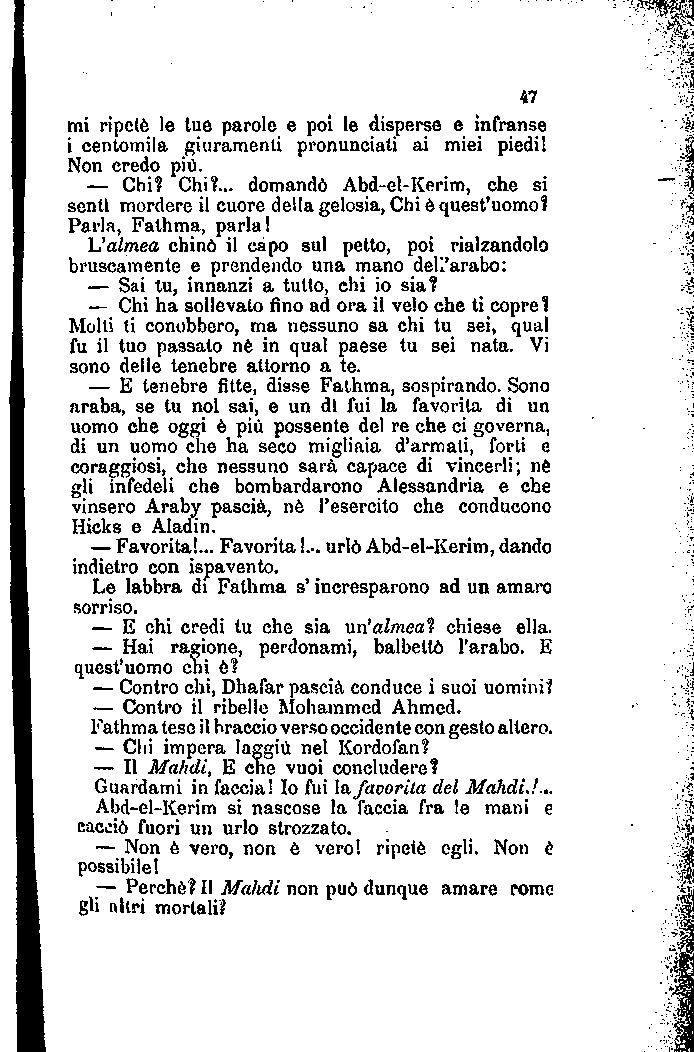 47
mi ripetè le tue parole e poi le disperse e infranse
i centomila giuramenti pronunciati ai miei piedi!
Non credo più.
— Chi? Chi?... domandò Abd-el-Kerim, che si
sentì mordere il cuore della gelosia, Chi è quest'uomo?
Parla, Fathma, parla!
L'almea chinò il capo sul petto, poi rialzandolo
bruscamente e prendendo una mano dell'arabo:
— Sai tu, innanzi a tutto, chi io sia?
— Chi ha sollevato fino ad ora il velo che ti copre?
Molti ti conobbero, ma nessuno sa chi tu sei, qual
fu il tuo passato nè in qual paese tu sei nata. Vi
sono delle tenebre attorno a te.
— E tenebre fitte, disse Fathma, sospirando. Sono
araba, se tu nol sai, e un dì fui la favorita di un
uomo che oggi è più possente del re che ci governa,
di un uomo che ha seco migliaia d'armati, forti e
coraggiosi, che nessuno sarà capace di vincerli; nè
gli infedeli che bombardarono Alessandria e che
vinsero Araby pascià, nè l'esercito che conducono
Hicks e Aladin.
— Favorita!... Favorita!... urlò Abd-el-Kerim, dando
indietro con ispavento.
Le labbra di Fathma s'incresparono ad un amaro
sorriso.
— E chi credi tu che sia un'almea? chiese ella.
— Hai ragione, perdonami, balbettò l'arabo. E
quest'uomo chi è?
— Contro chi, Dhafar pascià conduce i suoi uomini?
— Contro il ribelle Mohammed Ahmed.
Fathma tese il braccio verso occidente con gesto altero.
— Chi impera laggiù nel Kordofan?
— Il Mahdi, E che vuoi concludere?
Guardami in faccia! Io fui la favorita del Mahdi.!...
Abd-el-Kerim si nascose la faccia fra le mani e
cacciò fuori un urlo strozzato.
— Non è vero, non è vero! ripetè egli. Non è
possibile!
— Perchè? Il Mahdi non può dunque amare come
gli altri mortali?